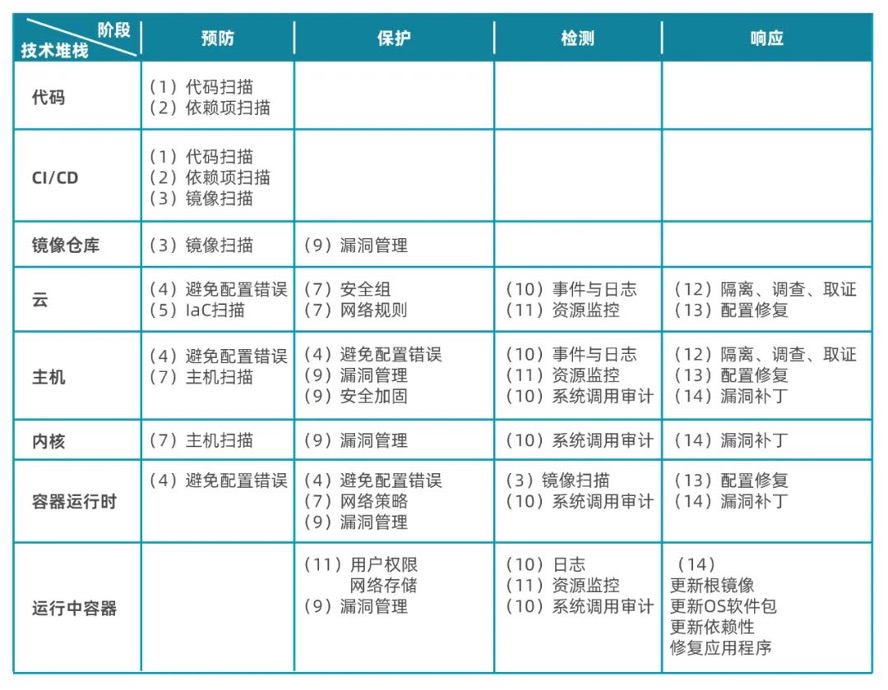 阶段
技术堆栈
预防
保护
检测
响应
代码
（1）代码扫描
（2）依赖项扫描
CI/CD
（1）代码扫描
（2）依赖项扫描
（3）镜像扫描
镜像仓库
（3）镜像扫描
（9）漏洞管理
云
（4）避免配置错误
（5）IaC扫描
（7）安全组
（7）网络规则
（10）事件与日志
（11）资源监控
（12）隔离、调查、取证
（13）配置修复
主机
（4）避免配置错误
（7）主机扫描
（4）避免配置错误
（9）漏洞管理
（9）安全加固
（10）事件与日志
（11）资源监控
（10）系统调用审计
（12）隔离、调查、取证
（13）配置修复
（14）漏洞补丁
内核
（7）主机扫描
（9）漏洞管理
（10）系统调用审计
（14）漏洞补丁
容器运行时
（4）避免配置错误
（4）避免配置错误
（7）网络策略
（9）漏洞管理
（3）镜像扫描
（10）系统调用审计
（13）配置修复
（14）漏洞补丁
运行中容器
（11）用户权限
网络存储
（9）漏洞管理
（10）日志
（11）资源监控
（10）系统调用审计
（14）
更新根镜像
更新OS软件包
更新依赖性
修复应用程序